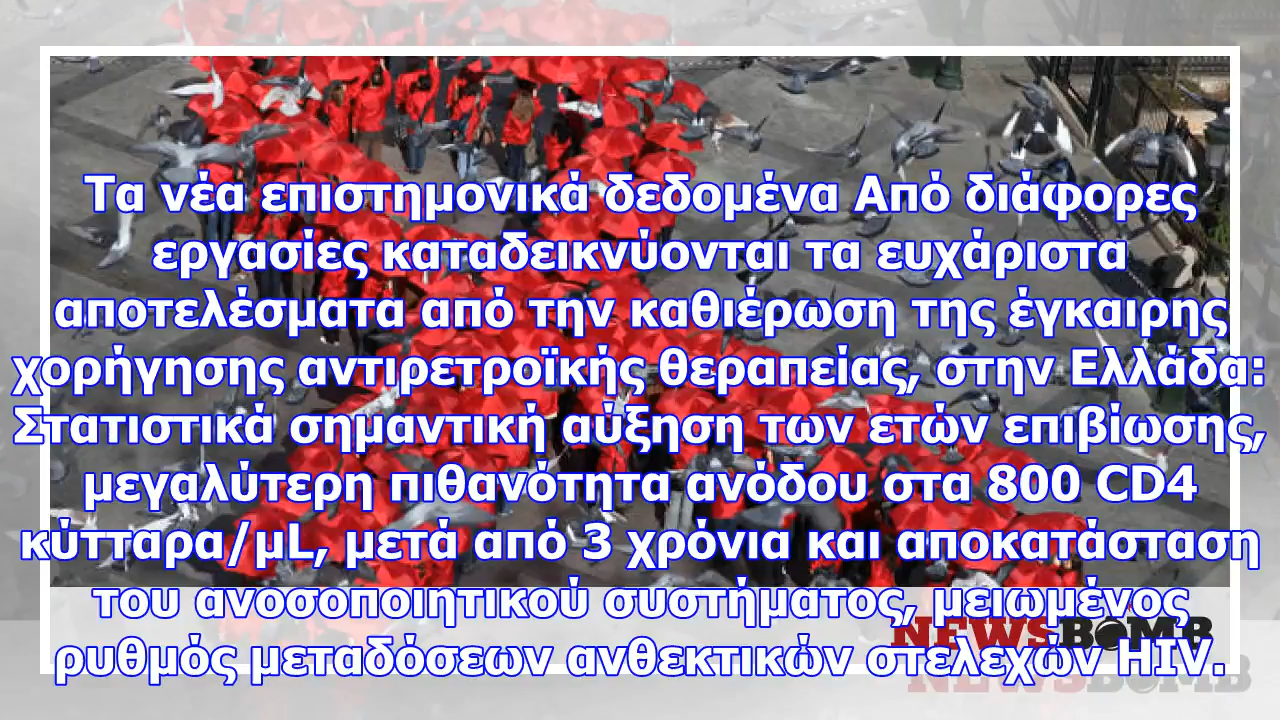 Τα νέα επιστημονικά δεδομένα Από διάφορες
εργασίες καταδεικνύονται τα ευχάριστα
αποτελέσματα από την καθιέρωση της έγκαιρης
χορήγησης αντιρετροϊκής θεραπείας, στην Ελλάδα:
Στατιστικά σημαντική αύξηση των ετών επιβίωσης,
μεγαλύτερη πιθανότητα ανόδου στα 800 CD4
κύτταρα/μL, μετά από 3 χρόνια και αποκατάσταση
του ανοσοποιητικού συστήματος, μειωμένος
ρυθμός μεταδόσεων ανθεκτικών στελεχών HIV.
NEWSBOMB
NEWSBOMB